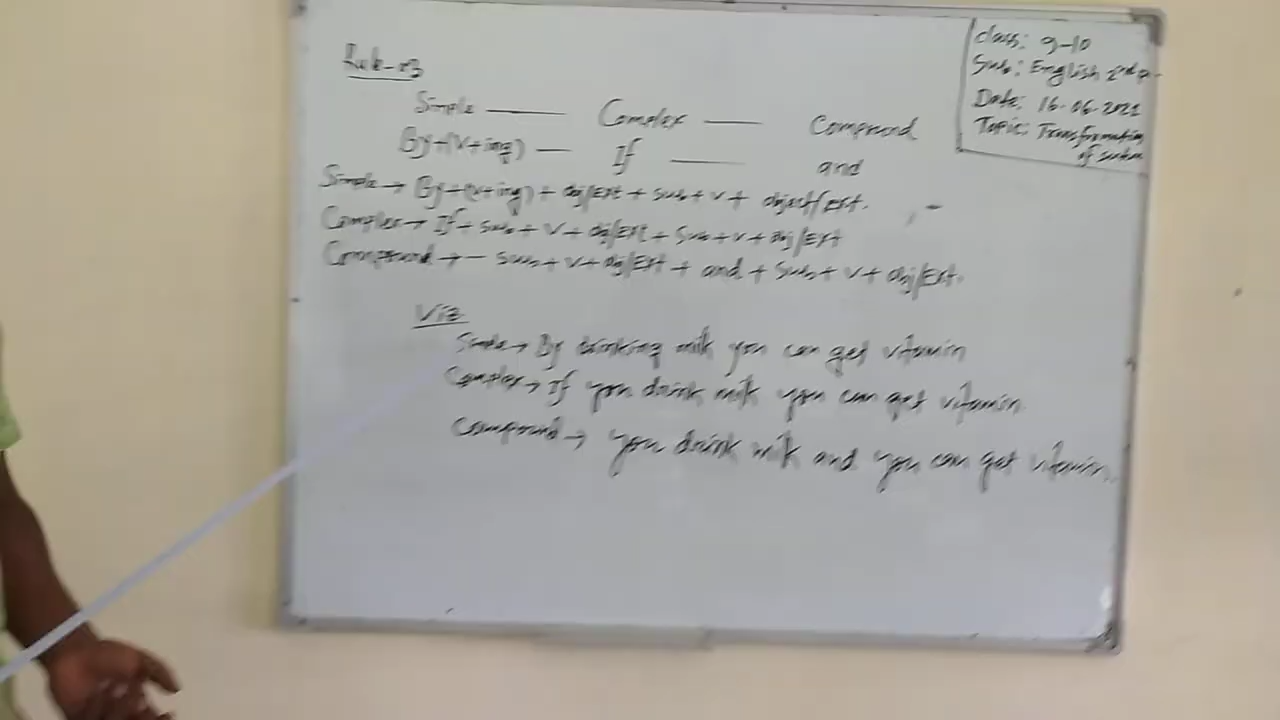 Rule-03
Simple — Complex — Compound
By+(V+ing) — If — and
Simple → By+(v+ing) + obj/Ext + sub + v + object/Ext.
Complex → If + sub + v + obj/Ext + sub + v + obj/Ext
Compound → - sub + v + obj/Ext + and + sub + v + obj/Ext.
Viz
Simple → By drinking milk you can get vitamin
Complex → If you drink milk you can get vitamin.
Compound → you drink milk and you can get vitamin.
Class: 9-10
Sub: English 2nd p-
Date: 16-06-2021
Topic: Transformation
of